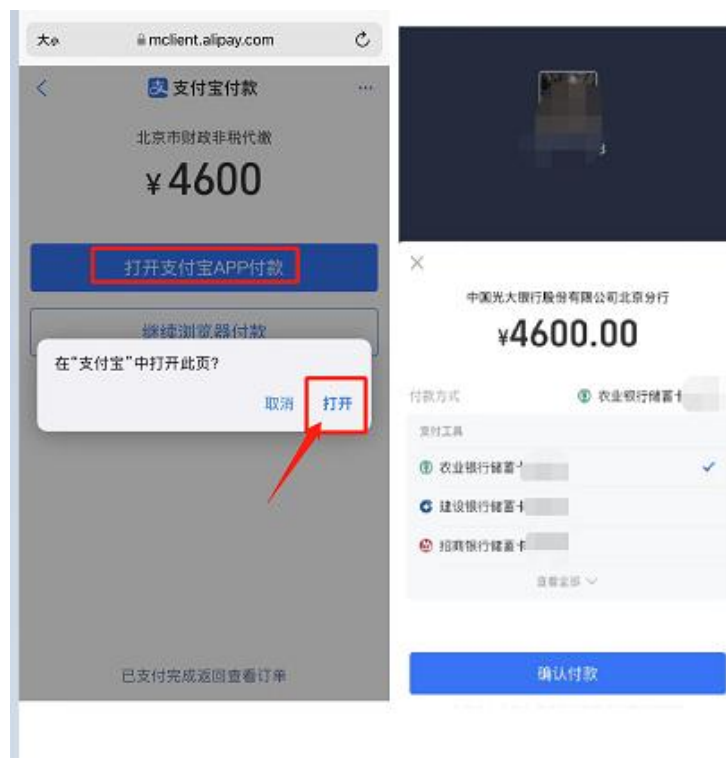 大小 mclient.alipay.com
支付宝付款
北京市财政非税代缴
¥4600
打开支付宝APP付款
继续浏览器付款
在“支付宝”中打开此页?
取消 打开
已支付完成返回查看订单
中国光大银行股份有限公司北京分行
¥4600.00
付款方式 农业银行储蓄卡
支付工具
农业银行储蓄卡
建设银行储蓄卡
招商银行储蓄卡
查看全部
确认付款